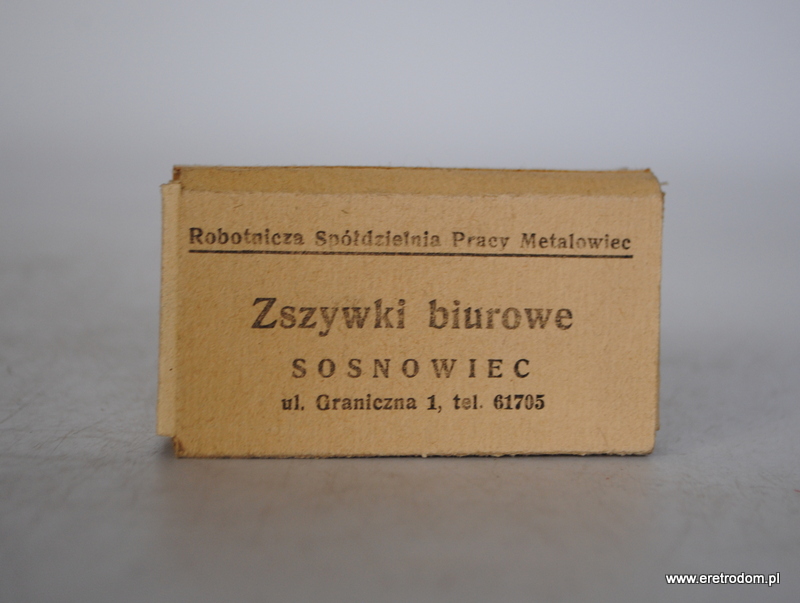 Robotnicza Spółdzielnia Pracy Metalowiec
Zszywki biurowe
SOSNOWIEC
ul. Graniczna 1, tel. 61705
www.eretrodom.pl